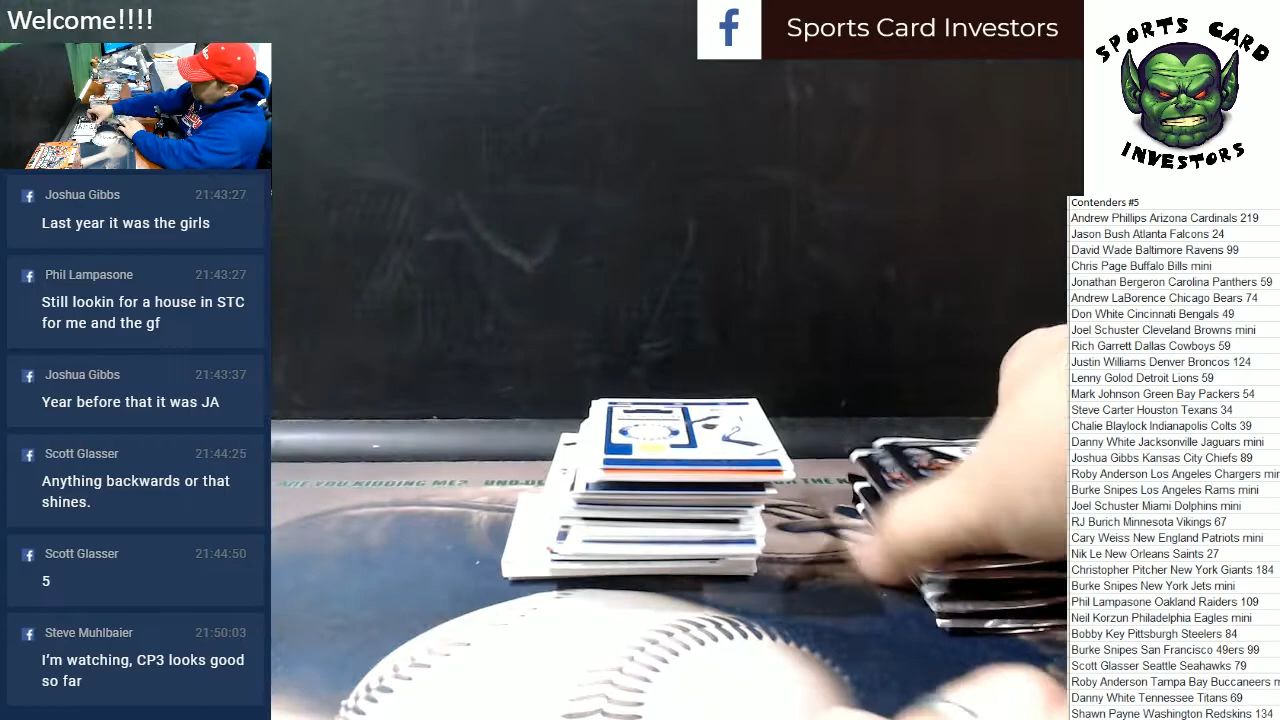 Welcome!!!!
Sports Card Investors
SPORTS CARD
INVESTORS
Joshua Gibbs 21:43:27
Last year it was the girls
Phil Lampasone 21:43:27
Still lookin for a house in STC
for me and the gf
Joshua Gibbs 21:43:37
Year before that it was JA
Scott Glasser 21:44:25
Anything backwards or that
shines.
Scott Glasser 21:44:50
5
Steve Muhlbaier 21:50:03
I'm watching, CP3 looks good
so far
ARE YOU KIDDING ME?
Contenders #5
Andrew Phillips Arizona Cardinals 219
Jason Bush Atlanta Falcons 24
David Wade Baltimore Ravens 99
Chris Page Buffalo Bills mini
Jonathan Bergeron Carolina Panthers 59
Andrew LaBorence Chicago Bears 74
Don White Cincinnati Bengals 49
Joel Schuster Cleveland Browns mini
Rich Garrett Dallas Cowboys 59
Justin Williams Denver Broncos 124
Lenny Golod Detroit Lions 59
Mark Johnson Green Bay Packers 54
Steve Carter Houston Texans 34
Chalie Blaylock Indianapolis Colts 39
Danny White Jacksonville Jaguars mini
Joshua Gibbs Kansas City Chiefs 89
Roby Anderson Los Angeles Chargers min
Burke Snipes Los Angeles Rams mini
Joel Schuster Miami Dolphins mini
RJ Burich Minnesota Vikings 67
Cary Weiss New England Patriots mini
Nik Le New Orleans Saints 27
Christopher Pitcher New York Giants 184
Burke Snipes New York Jets mini
Phil Lampasone Oakland Raiders 109
Neil Korzun Philadelphia Eagles mini
Bobby Key Pittsburgh Steelers 84
Burke Snipes San Francisco 49ers 99
Scott Glasser Seattle Seahawks 79
Roby Anderson Tampa Bay Buccaneers m
Danny White Tennessee Titans 69
Shawn Payne Washington Redskins 134